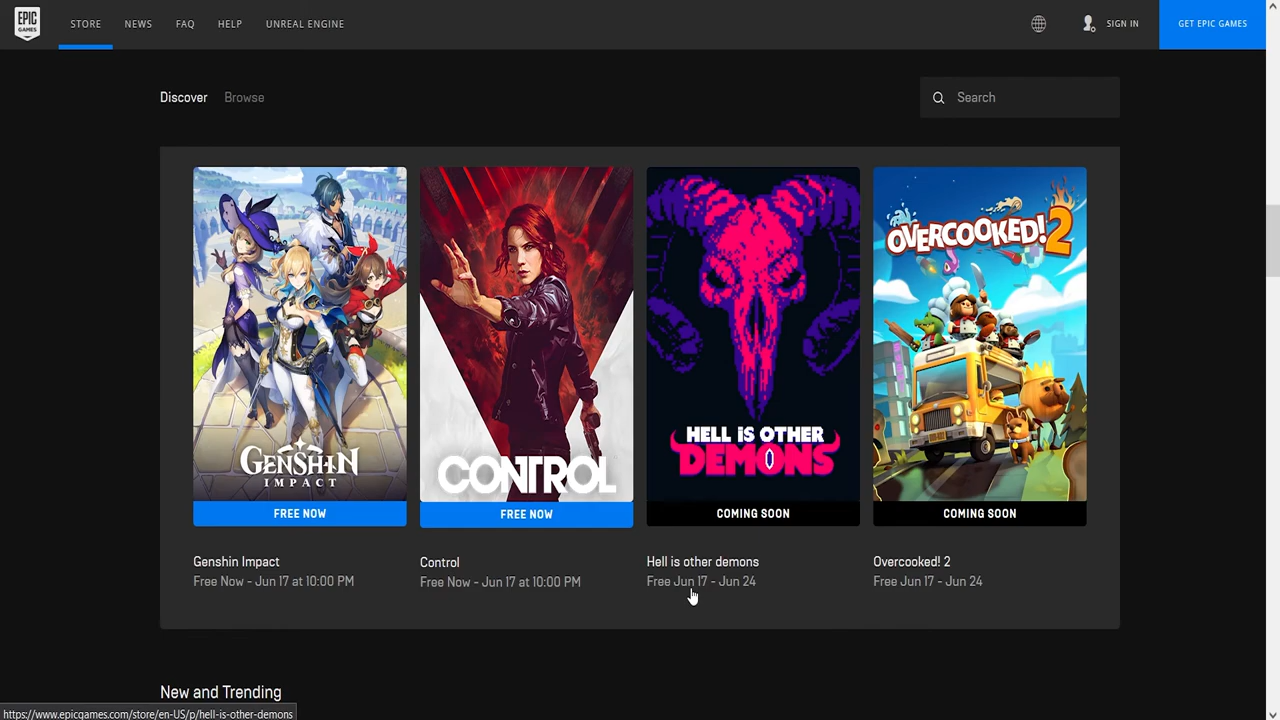 EPIC
GAMES
STORE
NEWS
FAQ
HELP
UNREAL ENGINE
SIGN IN
GET EPIC GAMES
Discover
Browse
Search
GENSHIN
IMPACT
CONTROL
HELL IS OTHER
DEMONS
OVERCOOKED! 2
FREE NOW
FREE NOW
COMING SOON
COMING SOON
Genshin Impact
Free Now - Jun 17 at 10:00 PM
Control
Free Now - Jun 17 at 10:00 PM
Hell is other demons
Free Jun 17 - Jun 24
Overcooked! 2
Free Jun 17 - Jun 24
New and Trending
https://www.epicgames.com/store/en-US/p/hell-is-other-demons